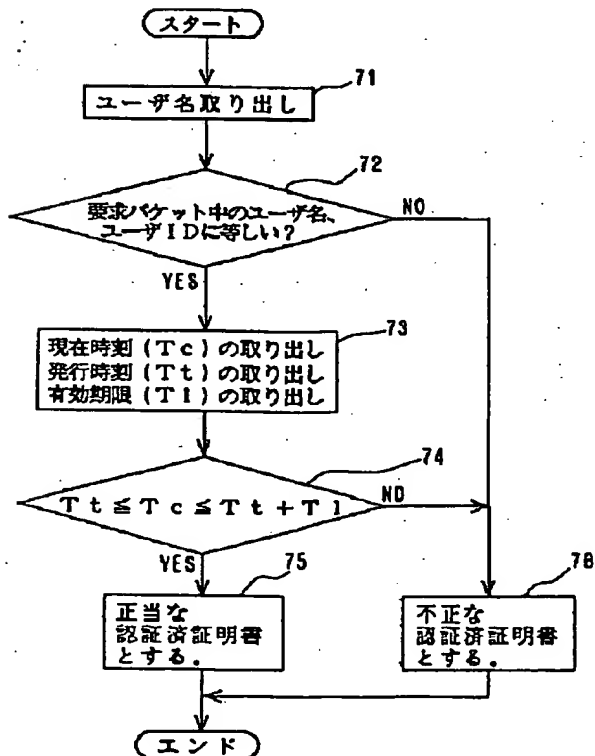 スタート
71
ユーザ名取り出し
72
要求パケット中のユーザ名、
ユーザIDに等しい?
NO
YES
73
現在時刻(Tc)の取り出し
発行時刻(Tt)の取り出し
有効期限(Tl)の取り出し
74
Tt≦Tc≦Tt+Tl
NO
YES
75
正当な
認証済証明書
とする。
76
不正な
認証済証明書
とする。
エンド